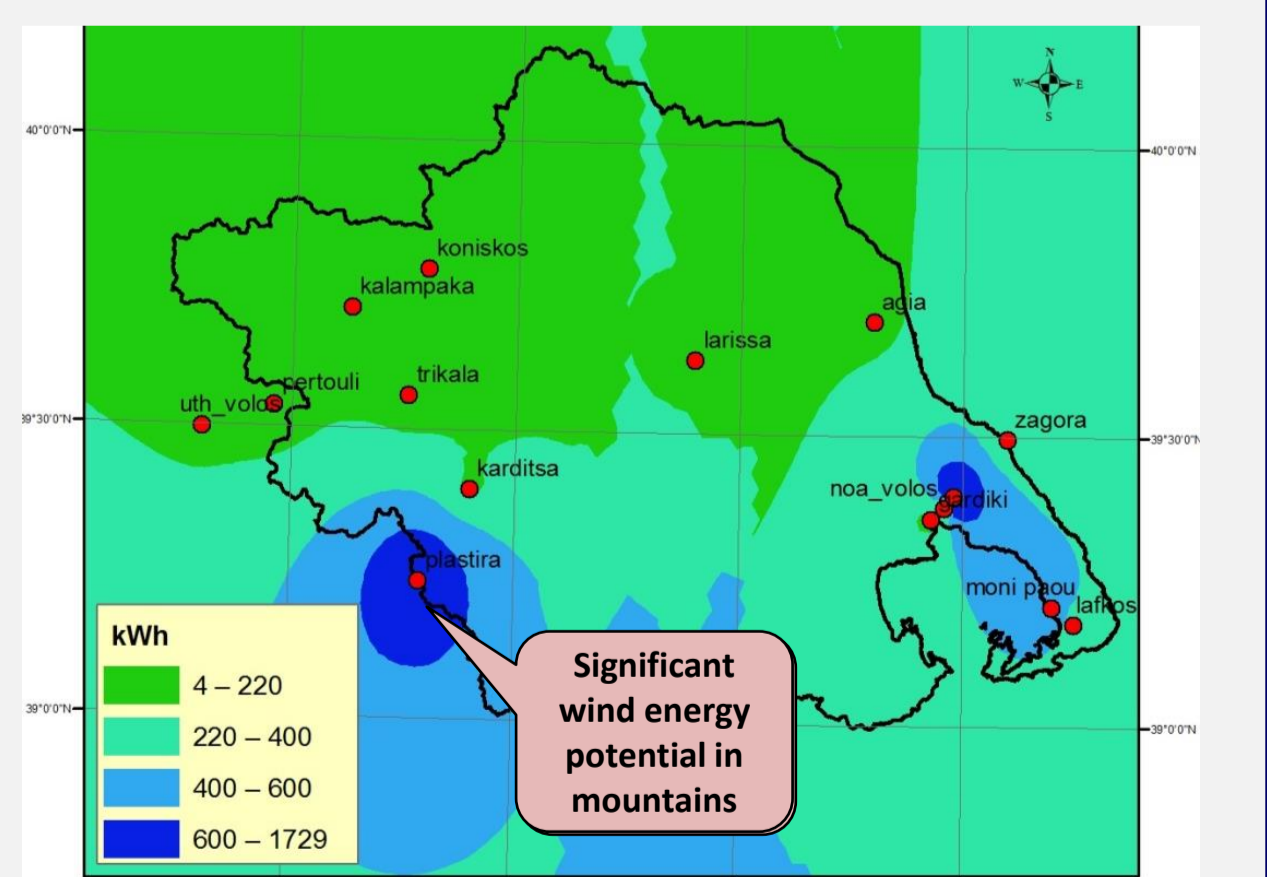 N
W
E
S
40°0'0"N
40°0'0"N
koniskos
kalampaka
agia
larissa
trikala
pertouli
uth_volos
39°30'0"N
zagora
39°30'0"N
karditsa
noa_volos
plastira
moni paou
lafkos
kWh
4 – 220
220 – 400
400 – 600
600 – 1729
Significant
wind energy
potential in
mountains
39°0'0"N
39°0'0"N